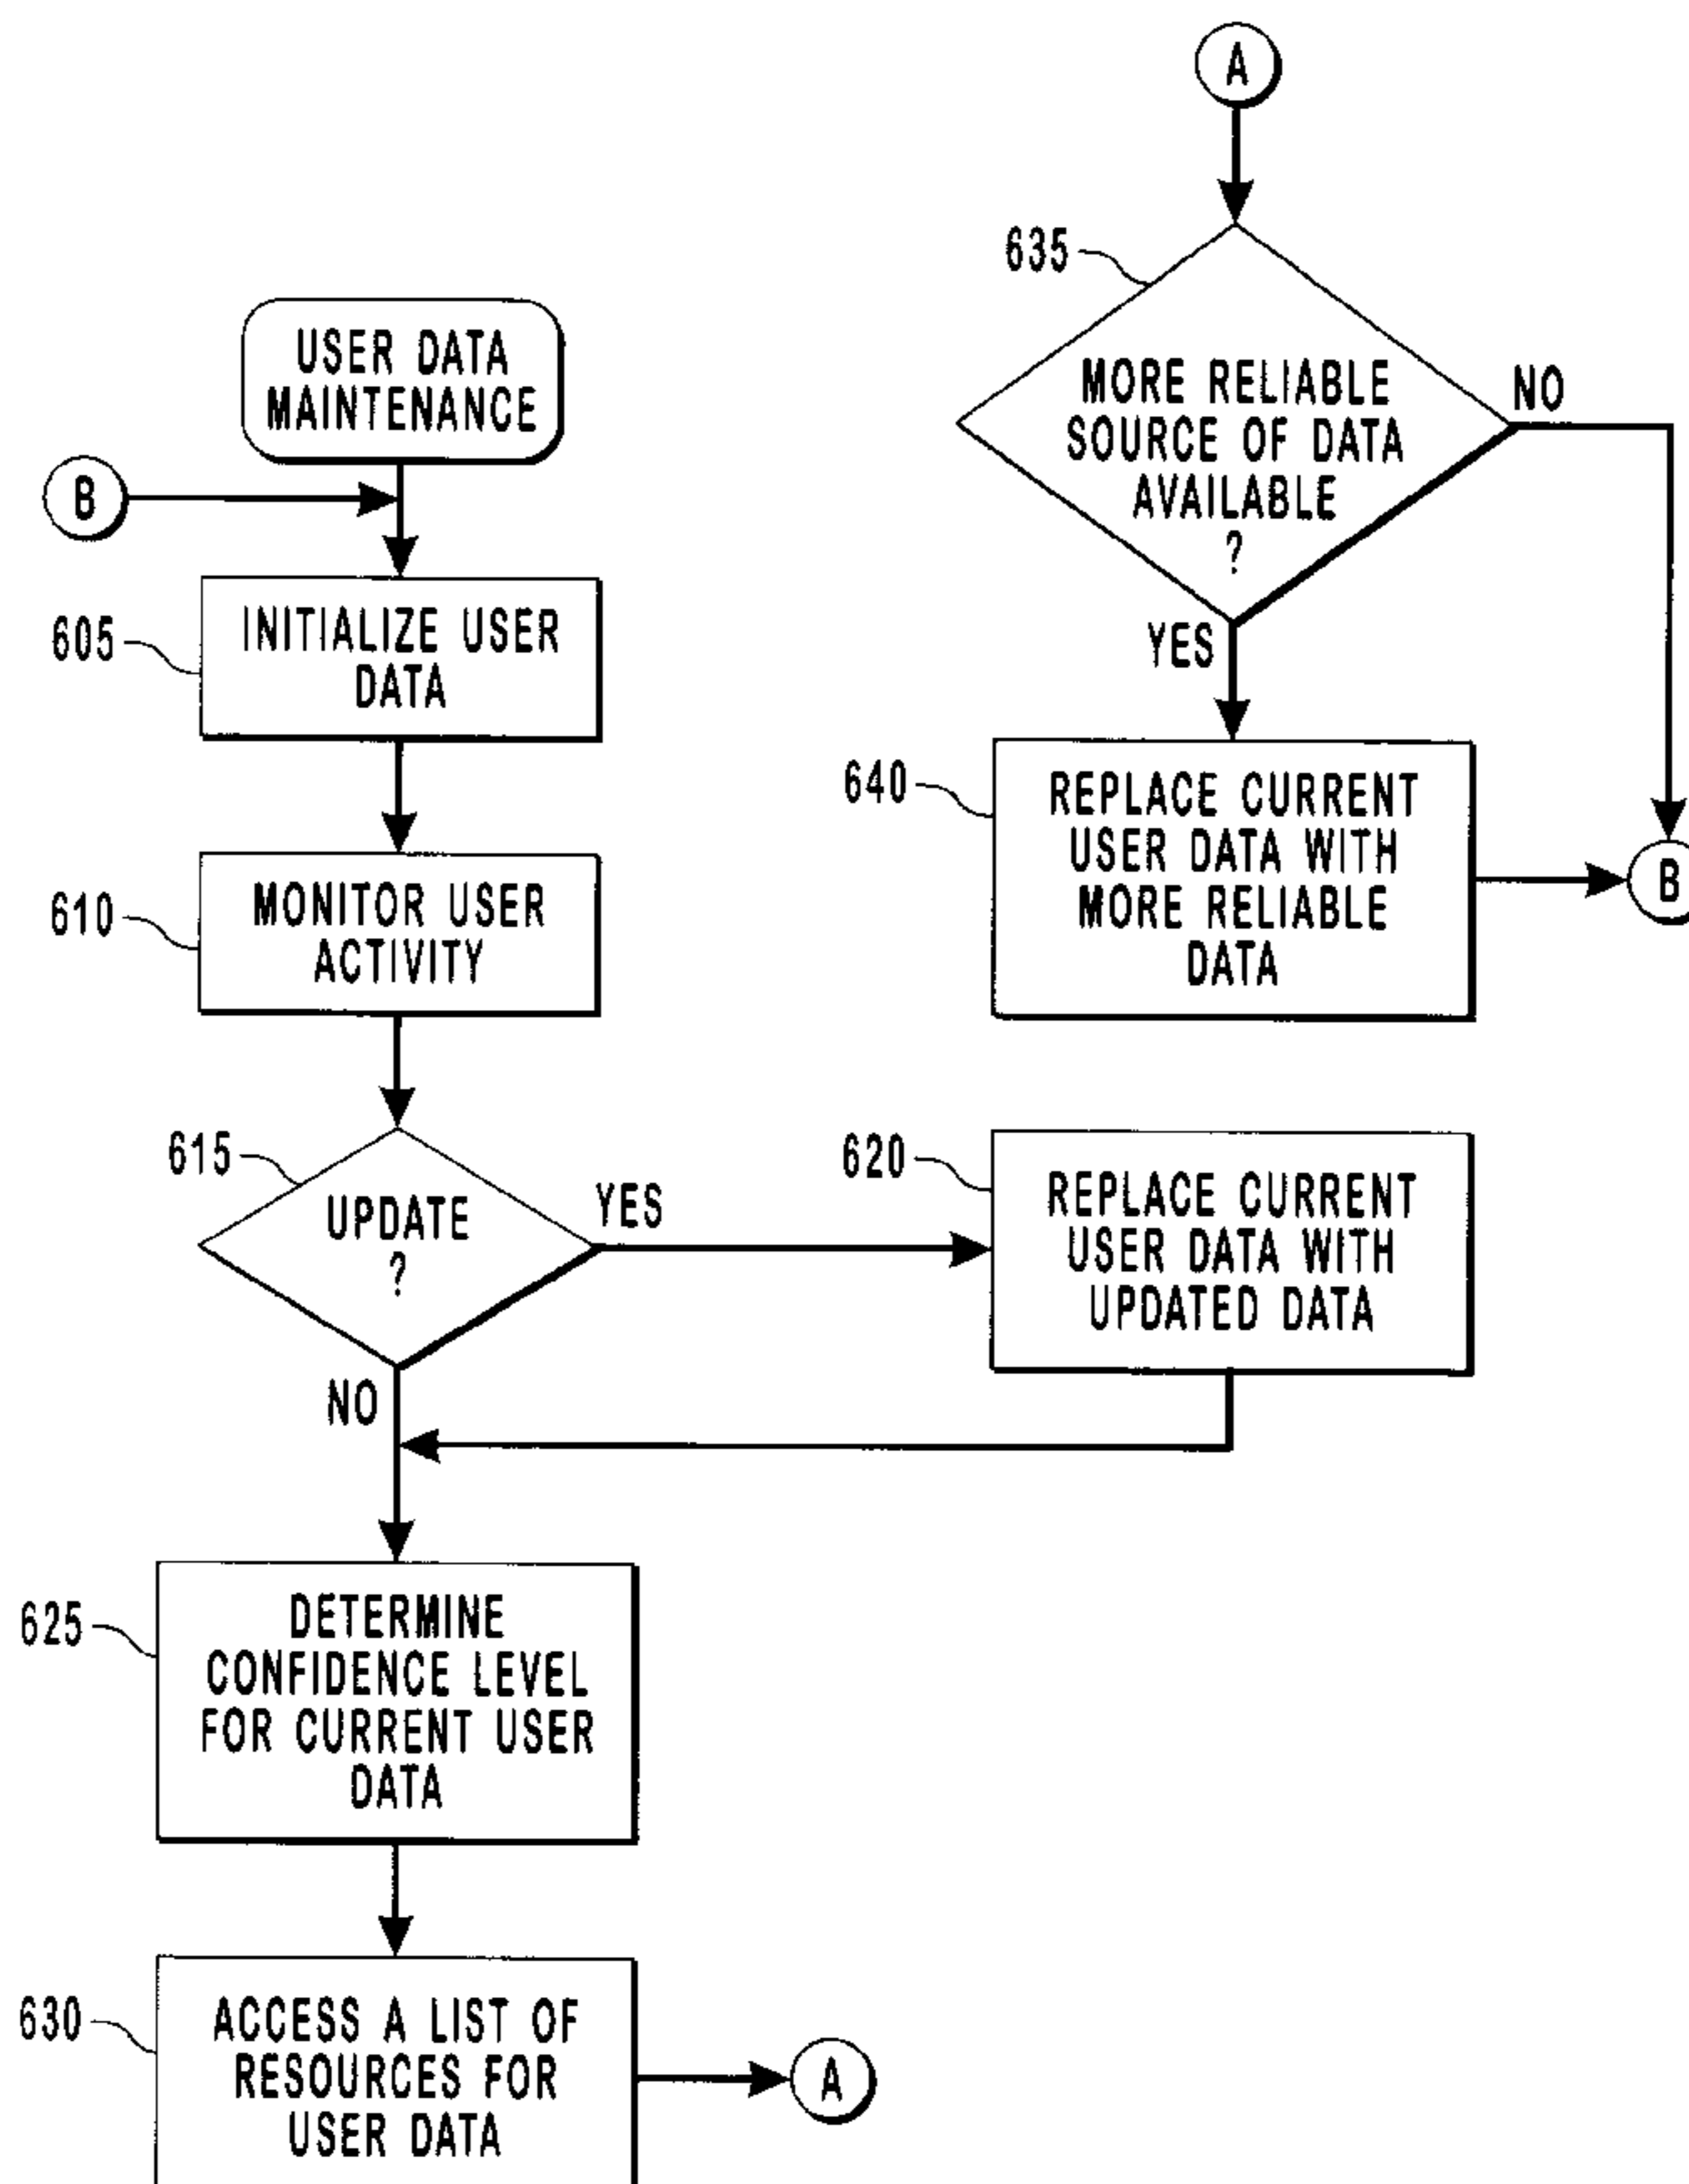 USER DATA
MAINTENANCE
B
605
INITIALIZE USER
DATA
610
MONITOR USER
ACTIVITY
615
UPDATE
?
YES
NO
620
REPLACE CURRENT
USER DATA WITH
UPDATED DATA
625
DETERMINE
CONFIDENCE LEVEL
FOR CURRENT USER
DATA
630
ACCESS A LIST OF
RESOURCES FOR
USER DATA
A
A
635
MORE RELIABLE
SOURCE OF DATA
AVAILABLE
?
NO
YES
640
REPLACE CURRENT
USER DATA WITH
MORE RELIABLE
DATA
B